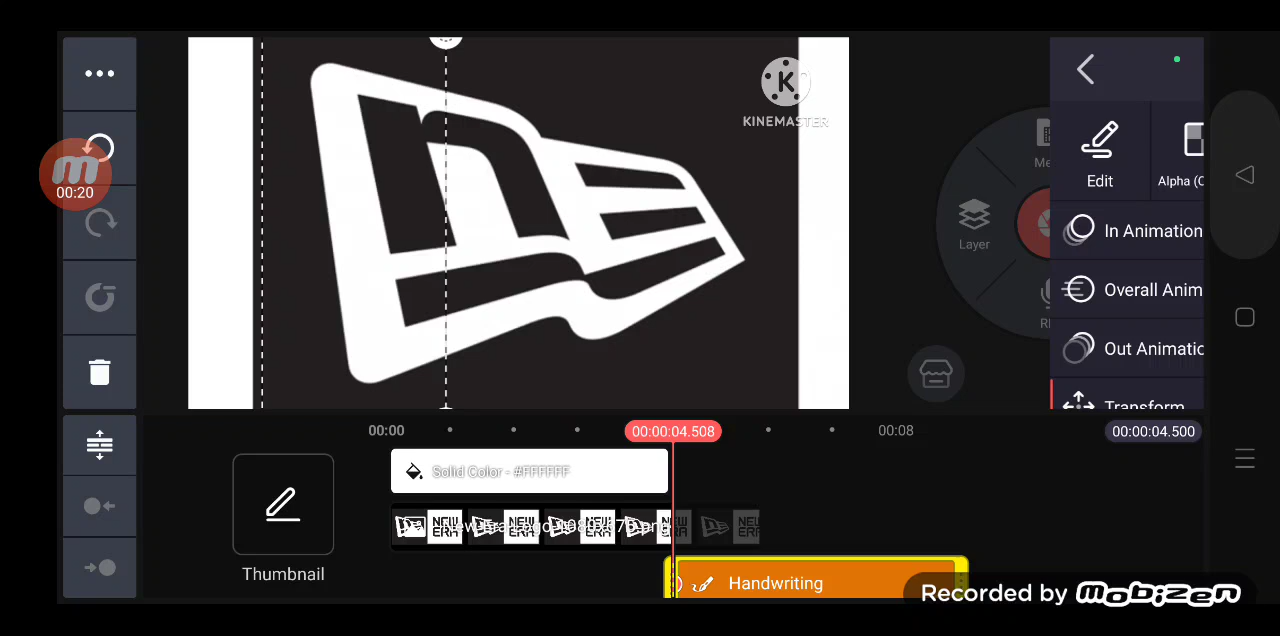 KINEMASTER
00:20
Me
Layer
Edit
Alpha (C
In Animation
Overall Anim
Out Animatic
Transform
00:00
00:00:04.508
00:08
00:00:04.500
Solid Color - #FFFFFF
NEW ERA
NEW ERA
NEW ERA
Thumbnail
Handwriting
Recorded by mobizen